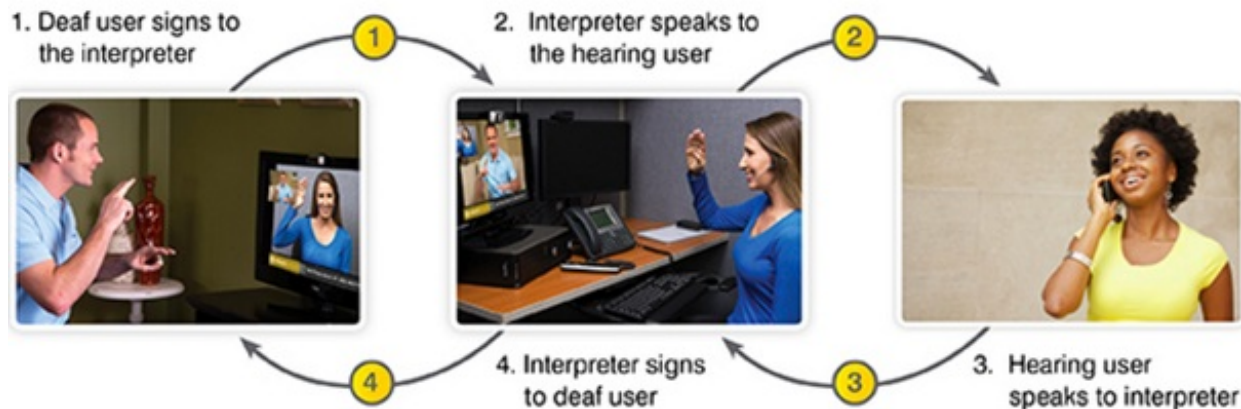 1. Deaf user signs to
the interpreter
1
2. Interpreter speaks to
the hearing user
2
4
4. Interpreter signs
to deaf user
3
3. Hearing user
speaks to interpreter